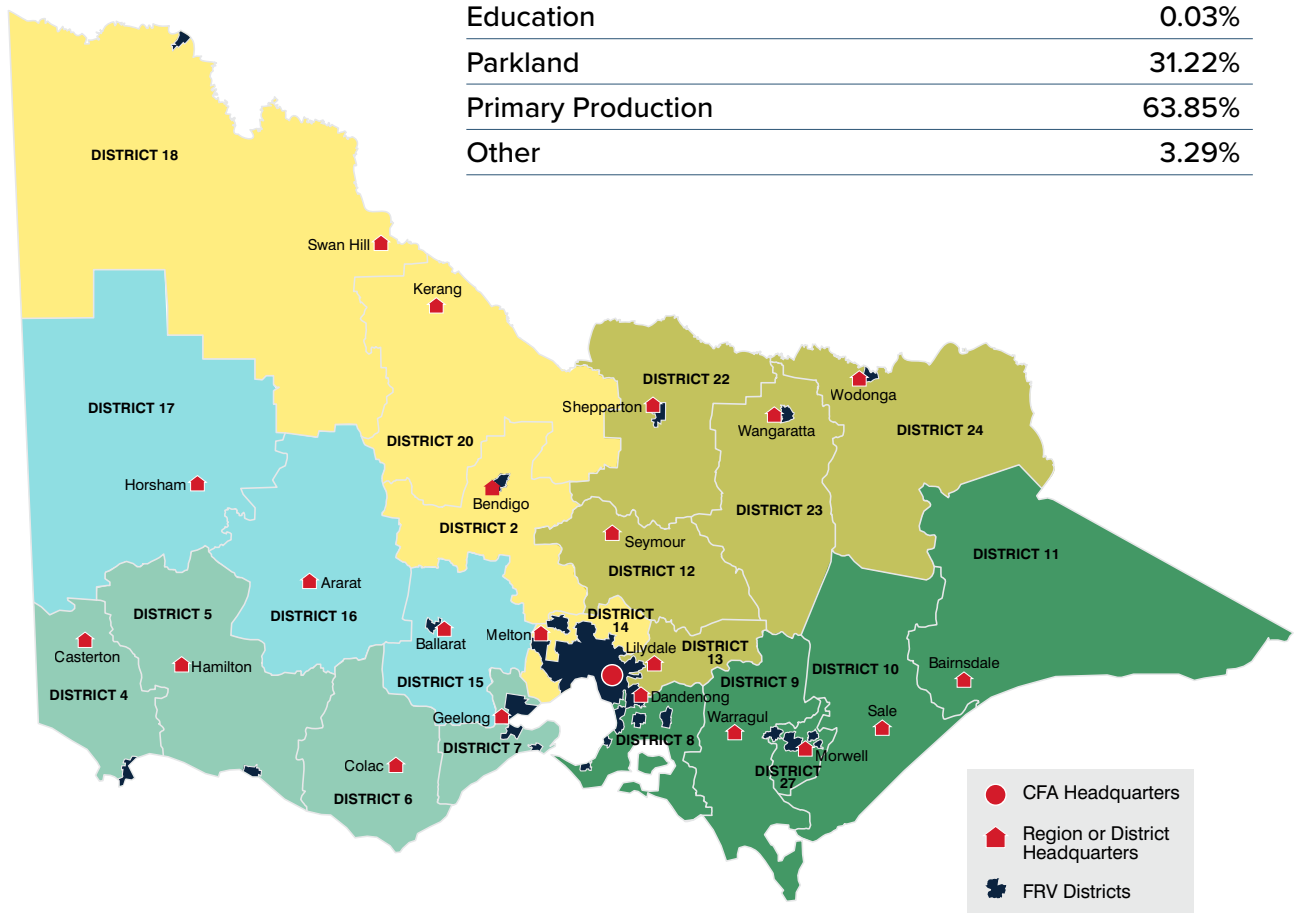 Education 0.03%
Parkland 31.22%
Primary Production 63.85%
Other 3.29%
DISTRICT 18
Swan Hill
Kerang
DISTRICT 22
DISTRICT 17
Shepparton
Wodonga
Wangaratta
DISTRICT 24
DISTRICT 20
Horsham
Bendigo
DISTRICT 2
DISTRICT 23
Seymour
DISTRICT 11
DISTRICT 12
Ararat
DISTRICT 5
DISTRICT 16
DISTRICT
14
Ballarat
Melton
Lilydale
DISTRICT
13
Casterton
Hamilton
DISTRICT 10
Bairnsdale
DISTRICT 4
DISTRICT 15
DISTRICT 9
Dandenong
Geelong
Warragul
Sale
DISTRICT 7
DISTRICT 8
Morwell
Colac
DISTRICT
27
DISTRICT 6
CFA Headquarters
Region or District
Headquarters
FRV Districts